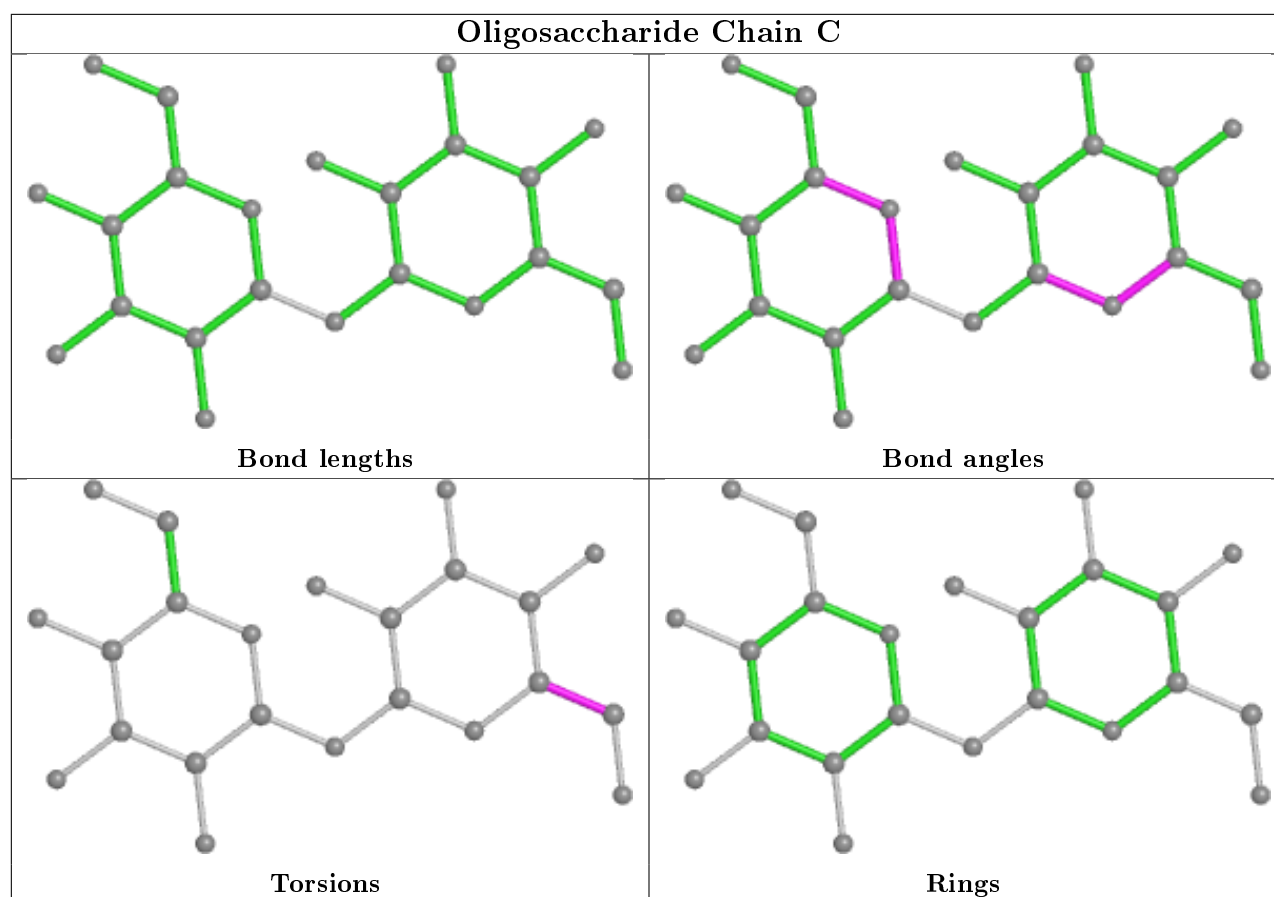 Oligosaccharide Chain C
Bond lengths
Bond angles
Torsions
Rings